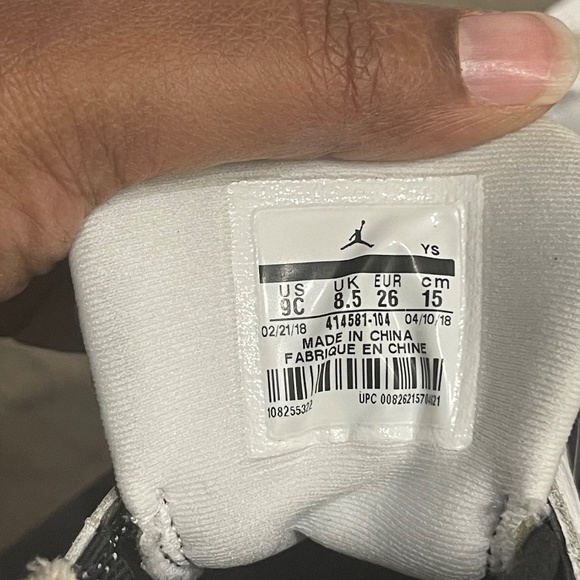 YS
US UK EUR cm
9C 8.5 26 15
02/21/18 414581-104 04/10/18
MADE IN CHINA
FABRIQUE EN CHINE
UPC